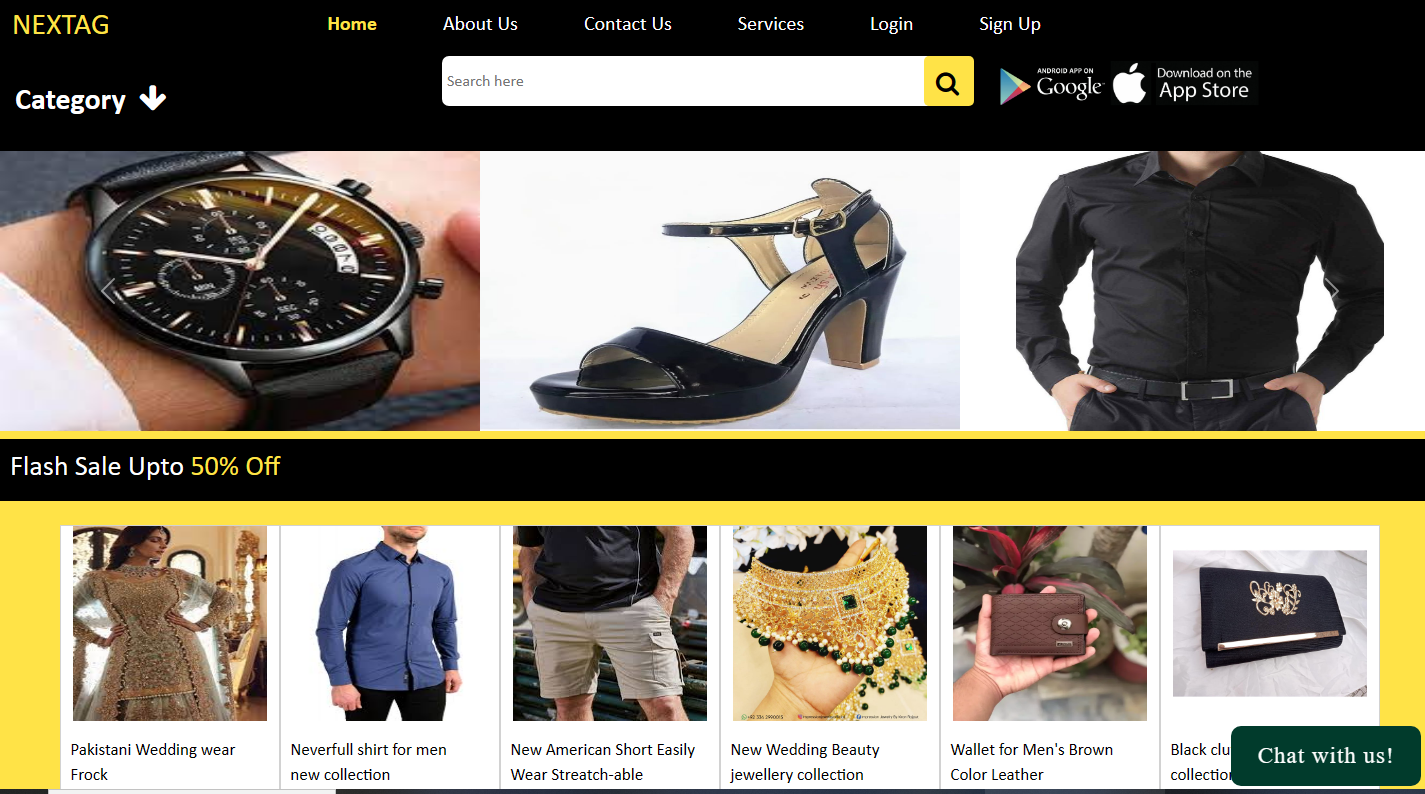 NEXTAG
Home
About Us
Contact Us
Services
Login
Sign Up
Category
Search here
ANDROID APP ON
Google
Download on the
App Store
Flash Sale Upto 50% Off
Pakistani Wedding wear
Frock
Neverfull shirt for men
new collection
New American Short Easily
Wear Streatch-able
New Wedding Beauty
jewellery collection
Wallet for Men's Brown
Color Leather
Black clu
collection
Chat with us!